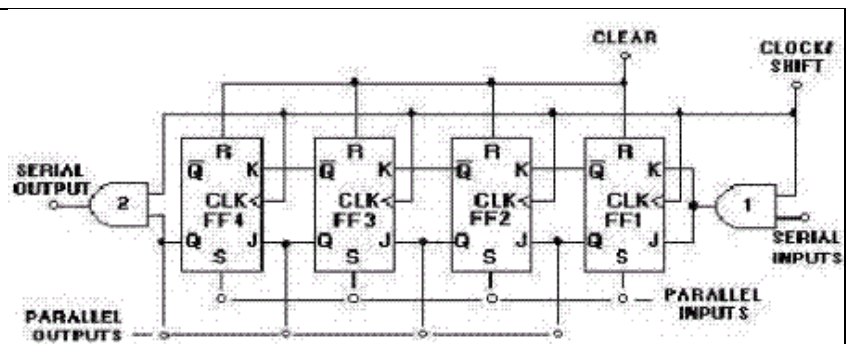 CLEAR
CLOCK/
SHIFT
R R R R
Q̅ K Q̅ K Q̅ K Q̅ K
SERIAL
OUTPUT
2
CLK< CLK< CLK< CLK<
1
FF4 FF3 FF2 FF1
Q J Q J Q J Q J
SERIAL
INPUTS
S S S S
PARALLEL
INPUTS
PARALLEL
OUTPUTS